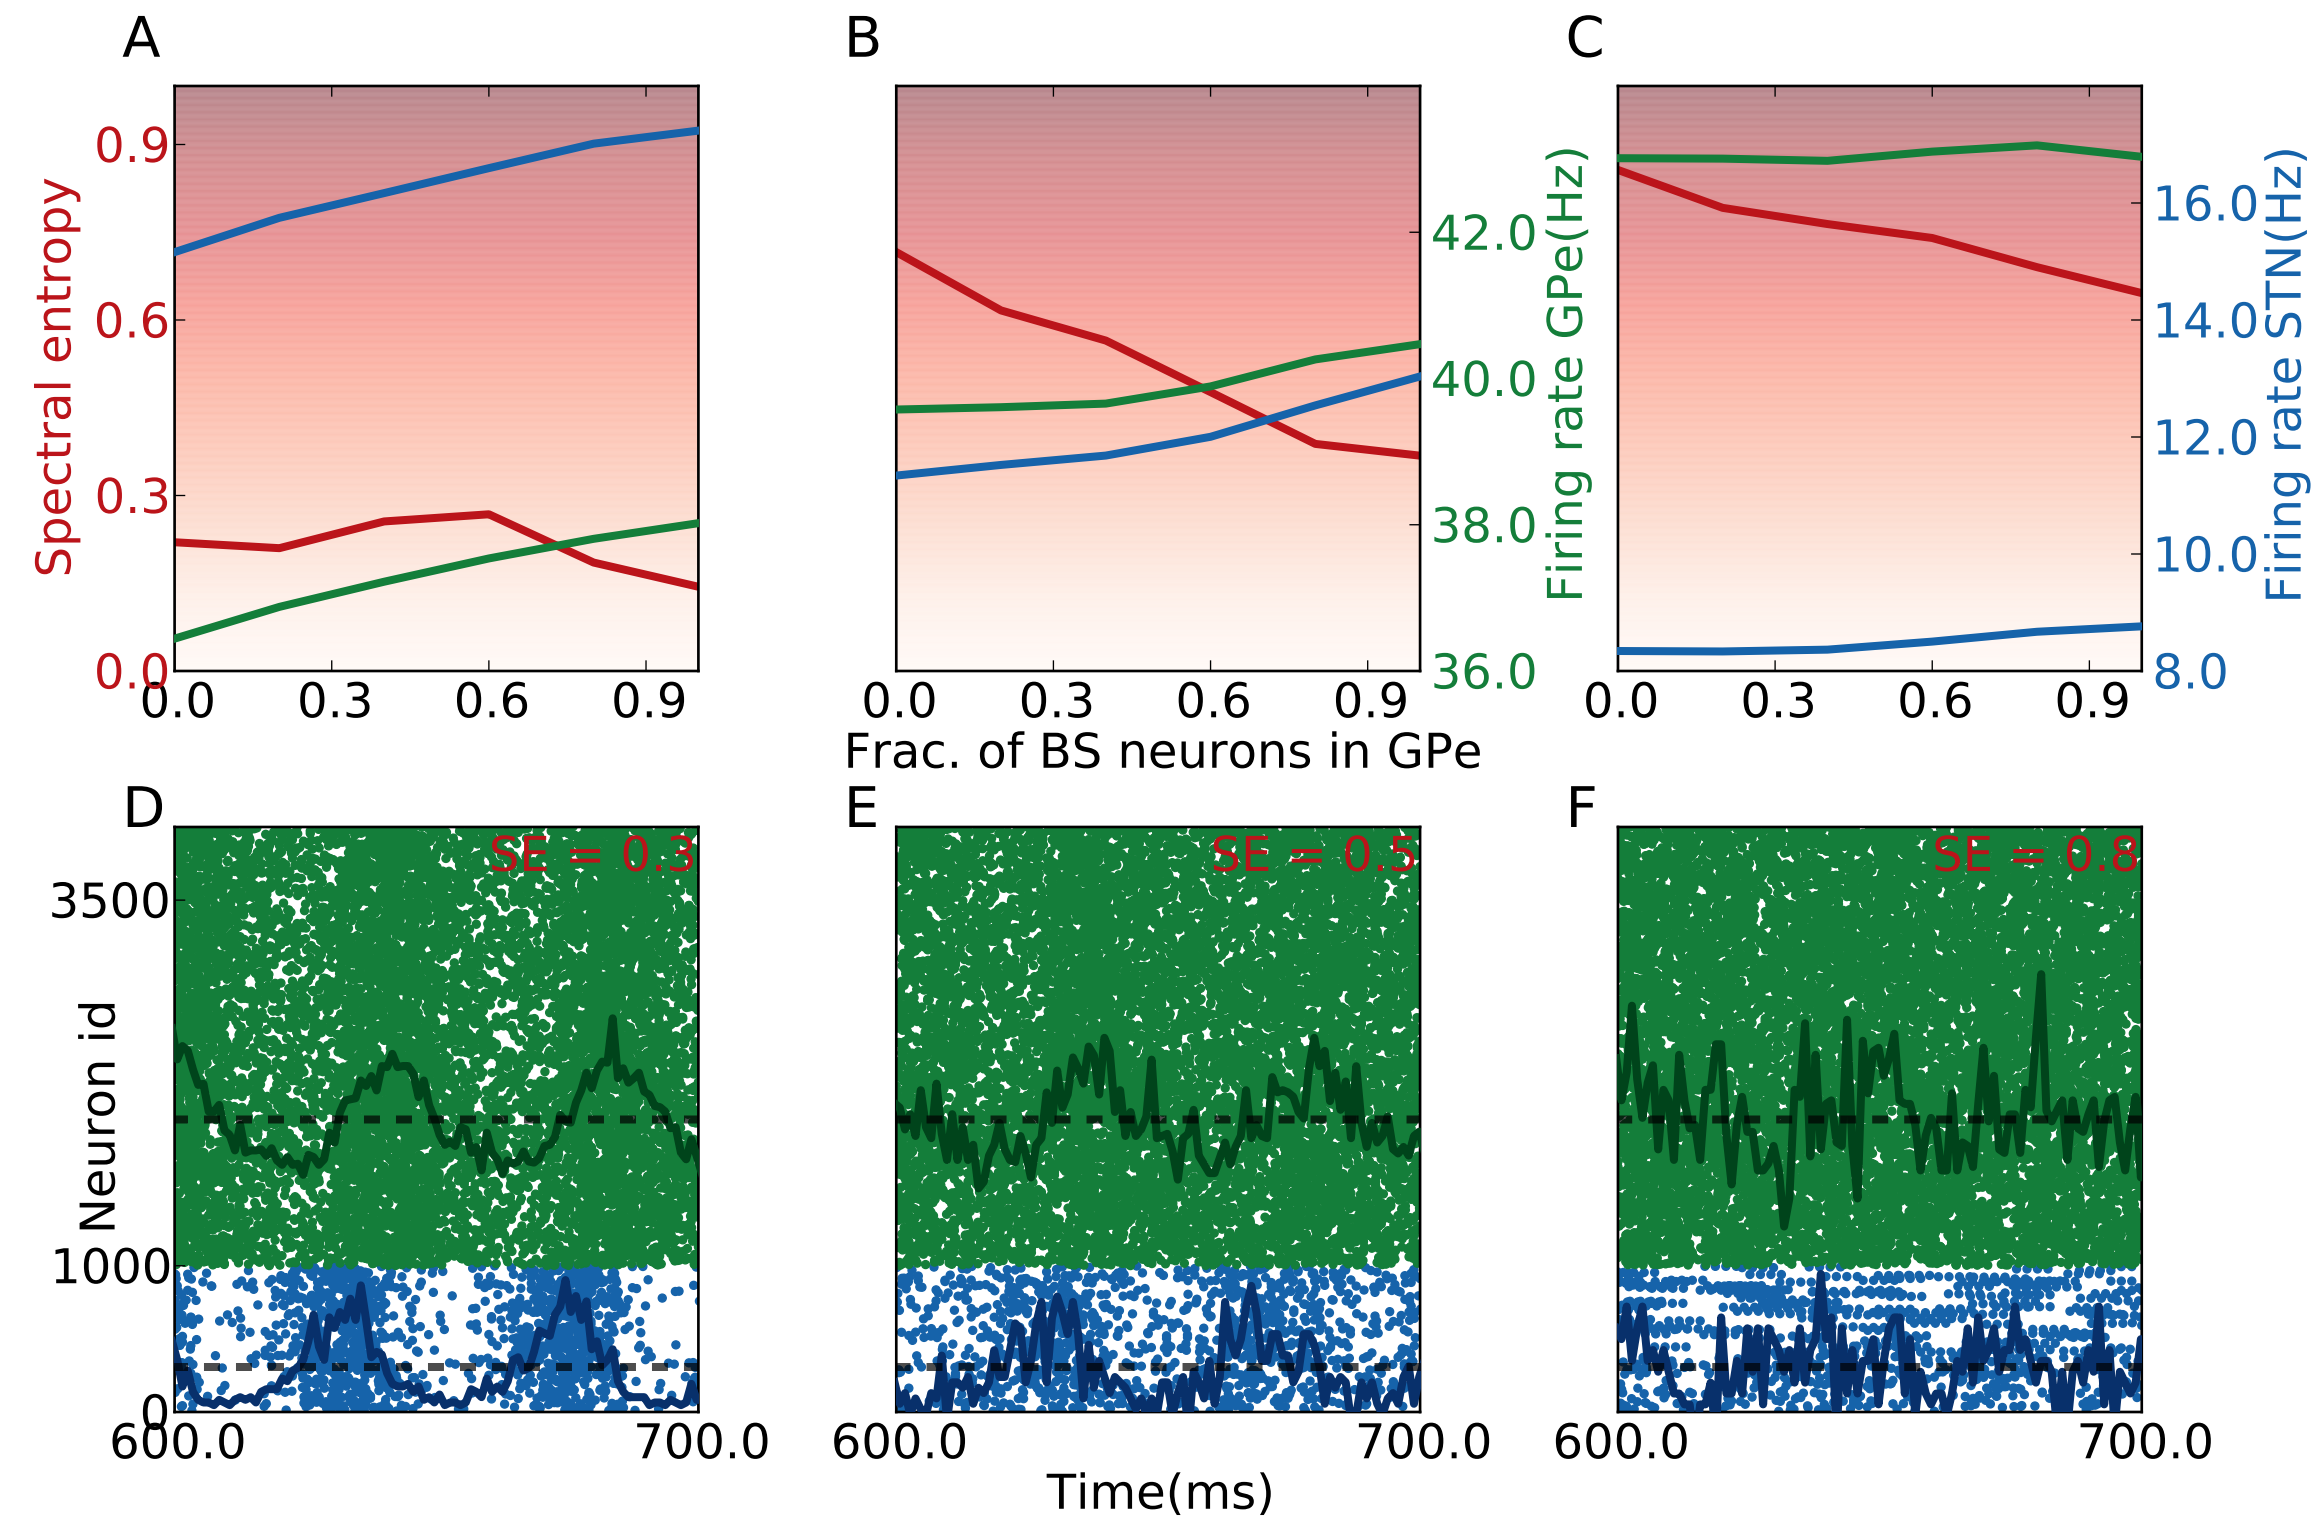 A
B
C
Spectral entropy
0.9
0.6
0.3
0.0
0.0 0.3 0.6 0.9
0.0 0.3 0.6 0.9
42.0
40.0
38.0
36.0
Firing rate GPe(Hz)
0.0 0.3 0.6 0.9
16.0
14.0
12.0
10.0
8.0
Firing rate STN(Hz)
Frac. of BS neurons in GPe
D
E
F
SE = 0.3
SE = 0.5
SE = 0.8
Neuron id
3500
1000
0
600.0 700.0
600.0 700.0
600.0 700.0
Time(ms)